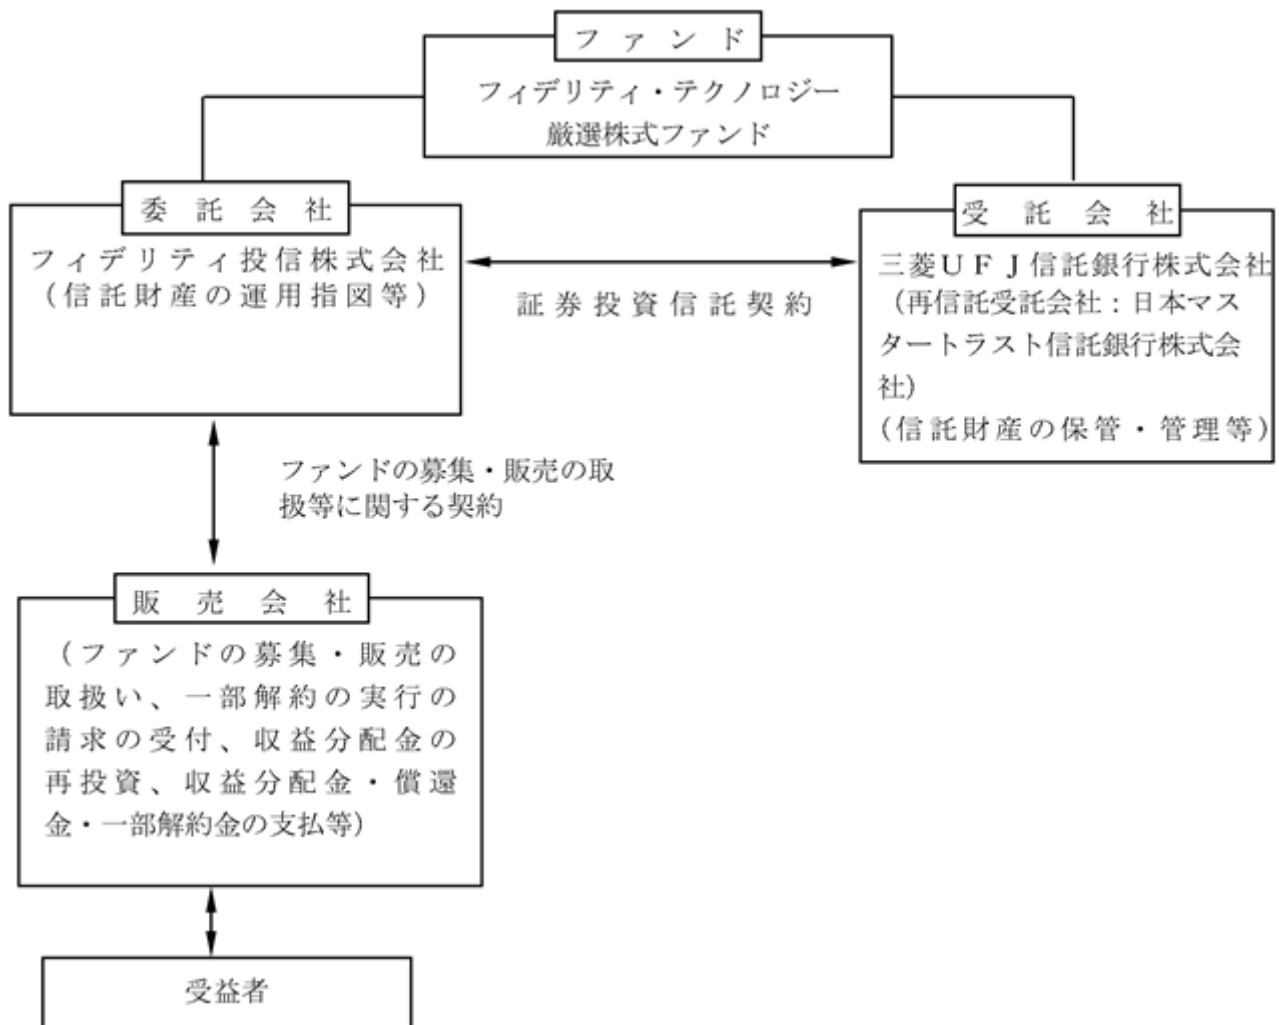 ファンド
フィデリティ・テクノロジー
厳選株式ファンド
委託会社
フィデリティ投信株式会社
（信託財産の運用指図等）
証券投資信託契約
受託会社
三菱ＵＦＪ信託銀行株式会社
（再信託受託会社：日本マス
タートラスト信託銀行株式会
社）
（信託財産の保管・管理等）
ファンドの募集・販売の取
扱等に関する契約
販売会社
（ファンドの募集・販売の
取扱い、一部解約の実行の
請求の受付、収益分配金の
再投資、収益分配金・償還
金・一部解約金の支払等）
受益者